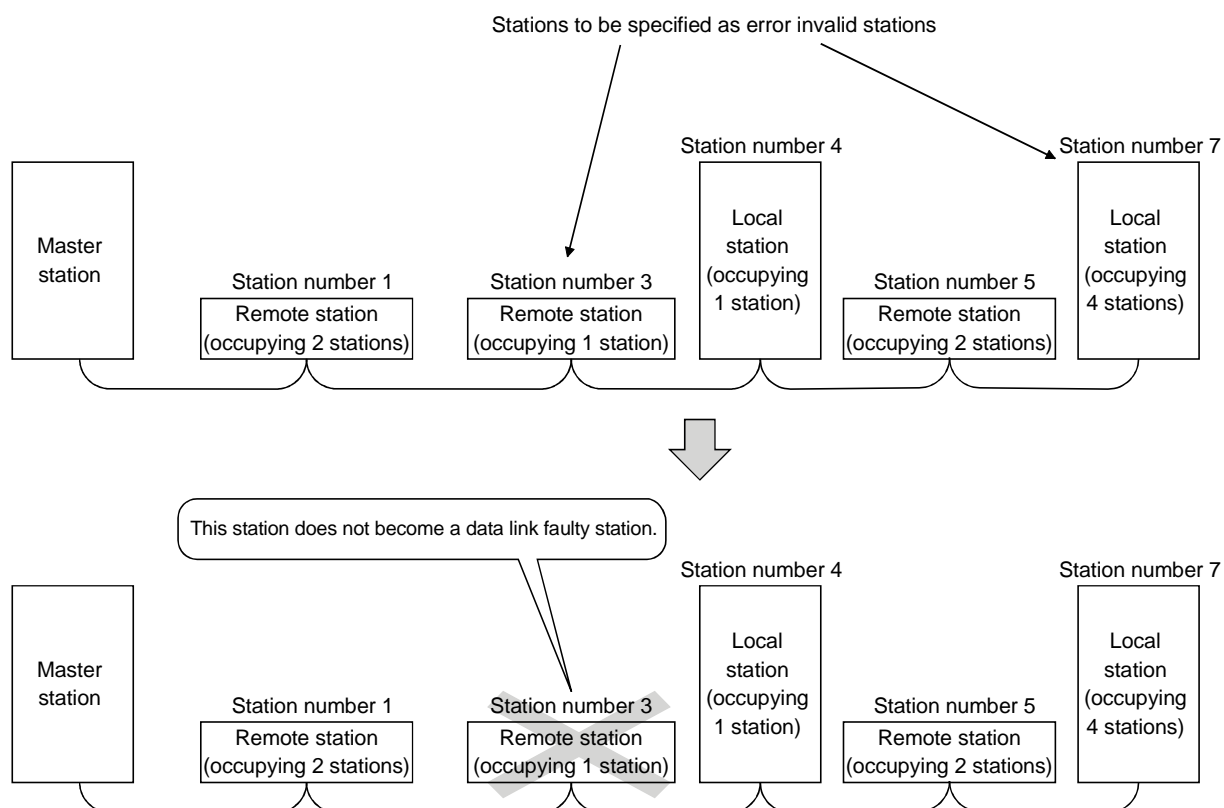 Stations to be specified as error invalid stations
Station number 4
Station number 7
Master
station
Station number 1
Remote station
(occupying 2 stations)
Station number 3
Remote station
(occupying 1 station)
Local
station
(occupying
1 station)
Station number 5
Remote station
(occupying 2 stations)
Local
station
(occupying
4 stations)
This station does not become a data link faulty station.
Station number 4
Station number 7
Master
station
Station number 1
Remote station
(occupying 2 stations)
Station number 3
Remote station
(occupying 1 station)
Local
station
(occupying
1 station)
Station number 5
Remote station
(occupying 2 stations)
Local
station
(occupying
4 stations)